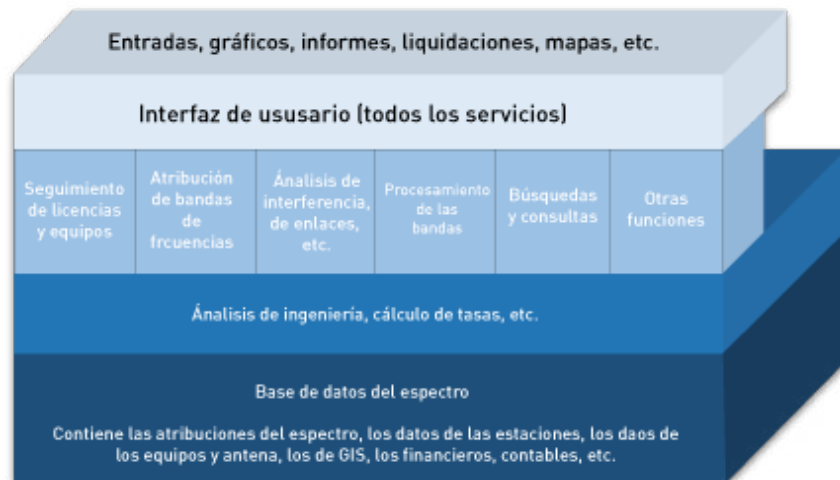 Entradas, gráficos, informes, liquidaciones, mapas, etc.
Interfaz de ususario (todos los servicios)
Seguimiento
de licencias
y equipos
Atribución
de bandas
de
frcuencias
Ánalisis de
interferencia,
de enlaces,
etc.
Procesamiento
de las
bandas
Búsquedas
y consultas
Otras
funciones
Ánalisis de ingeniería, cálculo de tasas, etc.
Base de datos del espectro
Contiene las atribuciones del espectro, los datos de las estaciones, los daos de
los equipos y antena, los de GIS, los financieros, contables, etc.